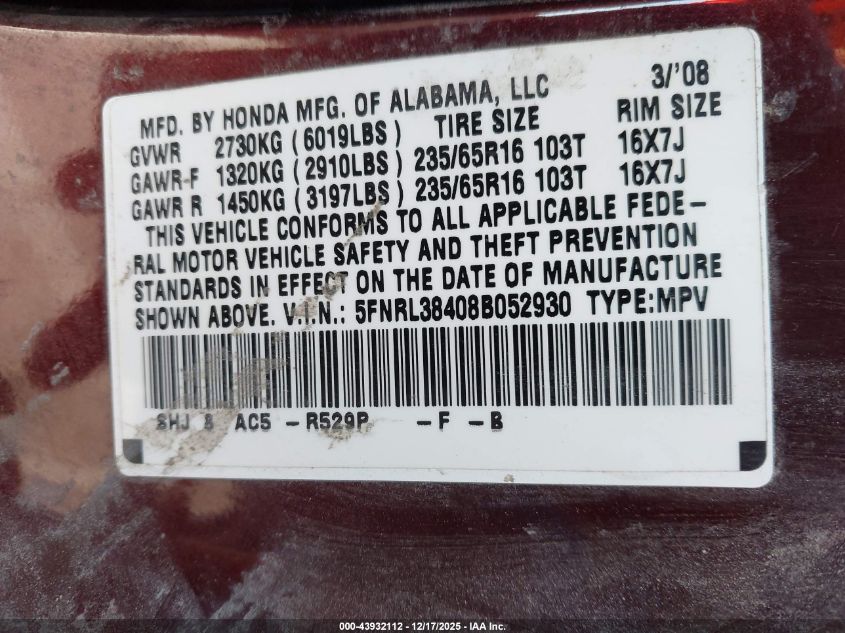 MFD. BY HONDA MFG. OF ALABAMA, LLC 3/'08
GVWR 2730KG (6019LBS) TIRE SIZE RIM SIZE
GAWR-F 1320KG (2910LBS) 235/65R16 103T 16X7J
GAWR R 1450KG (3197LBS) 235/65R16 103T 16X7J
THIS VEHICLE CONFORMS TO ALL APPLICABLE FEDE-
RAL MOTOR VEHICLE SAFETY AND THEFT PREVENTION
STANDARDS IN EFFECT ON THE DATE OF MANUFACTURE
SHOWN ABOVE. V.I.N.: 5FNRL38408B052930 TYPE:MPV
SHJ 8 AC5 -R529P -F -B
000-43932112 - 12/17/2025 - IAA Inc.